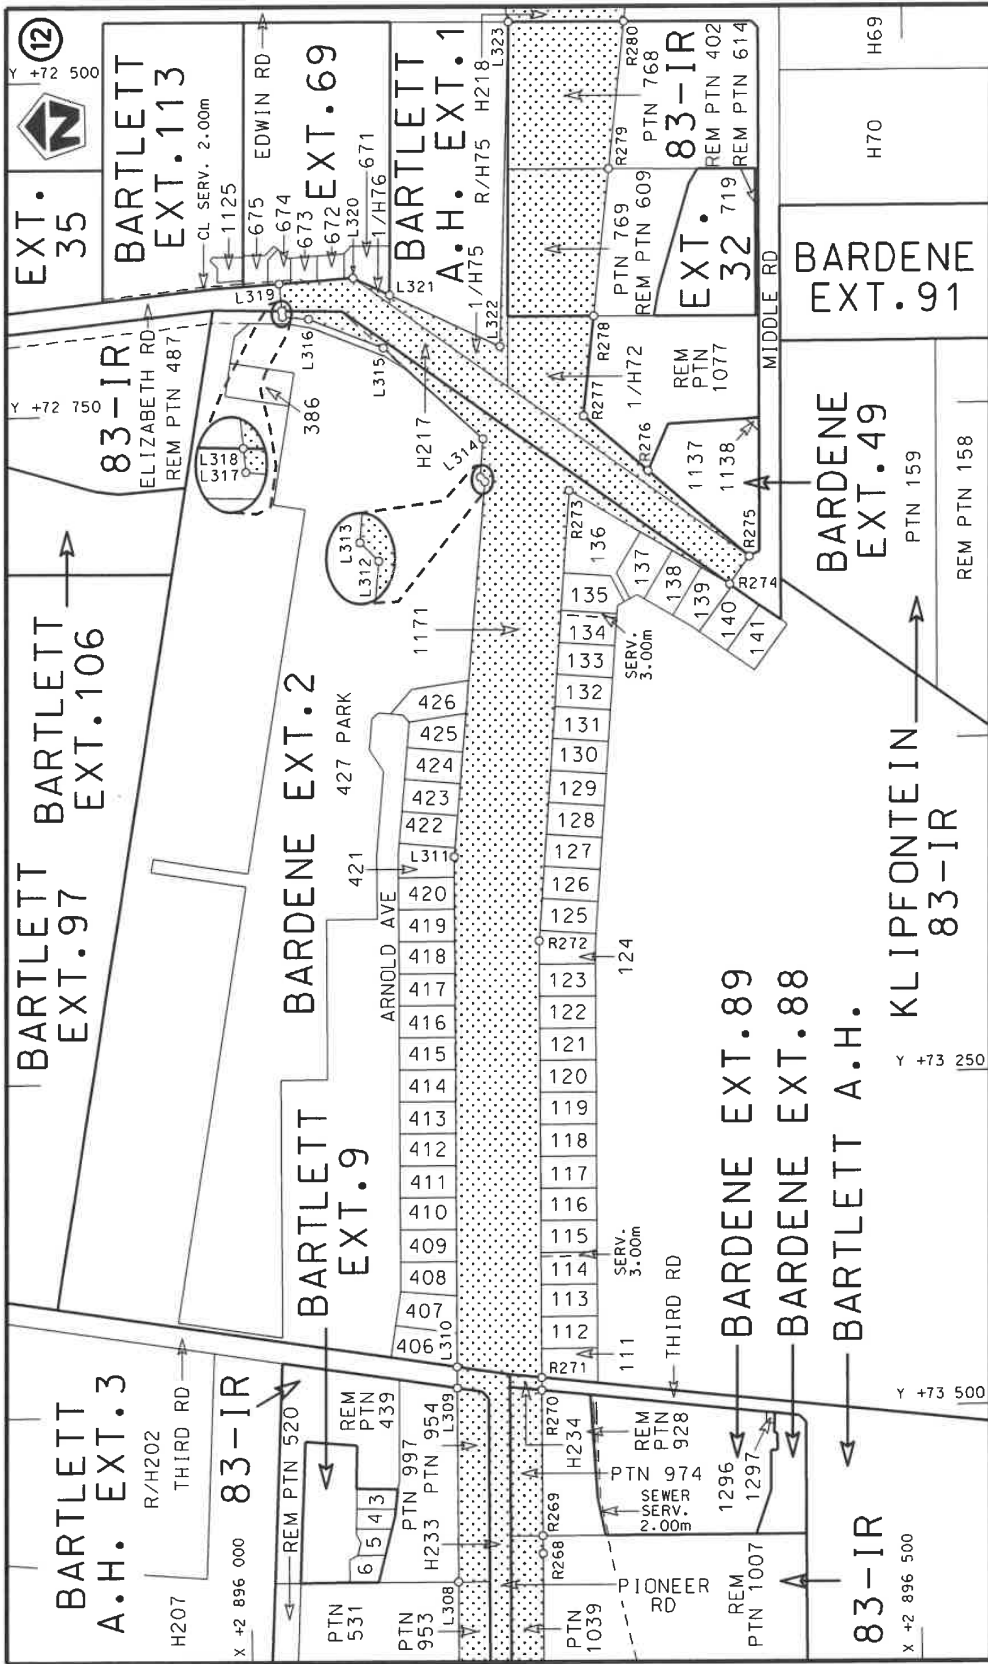 12
Y +72 500
N
EXT.
35
BARTLETT
EXT.113
CL SERV. 2.00m
1125
675
674
673
672
L320
671
1/H76
L321
EDWIN RD
EXT.69
BARTLETT
A.H. EXT.1
R/H75
H218
1/H75
L322
L323
R280
PTN 768
83-IR
REM PTN 402
REM PTN 614
H69
H70
R279
PTN 769
REM PTN 609
EXT.
32
719
MIDDLE RD
BARDENE
EXT.91
R278
R277
1/H72
REM
PTN
1077
R276
1137
1138
R275
R274
BARDENE
EXT.49
PTN 159
REM PTN 158
Y +72 750
83-IR
ELIZABETH RD
REM PTN 487
L319
L316
L315
386
L318
L317
H217
L314
L313
L312
R273
136
137
138
139
140
141
135
134
133
132
131
130
129
128
127
126
125
R272
124
123
122
121
120
119
118
117
116
115
114
113
112
111
SERV.
3.00m
SERV.
3.00m
1171
BARTLETT
EXT.106
BARTLETT
EXT.97
BARDENE EXT.2
427 PARK
426
425
424
423
422
421
L311
420
419
418
417
416
415
414
413
412
411
410
409
408
407
406
ARNOLD AVE
BARTLETT
EXT.9
KLIPFONTEIN
83-IR
Y +73 250
BARDENE EXT.89
BARDENE EXT.88
BARTLETT A.H.
THIRD RD
Y +73 500
L310
L309
R271
R270
H234
BARTLETT
A.H. EXT.3
R/H202
THIRD RD
83-IR
H207
X +2 896 000
REM PTN 520
REM
PTN
439
3
4
5
6
PTN 997
PTN 954
H233
PTN
531
PTN
953
L308
R269
R268
PTN
1039
PIONEER
RD
REM
PTN
928
PTN 974
SEWER
SERV.
2.00m
1296
1297
REM
PTN 1007
83-IR
X +2 896 500